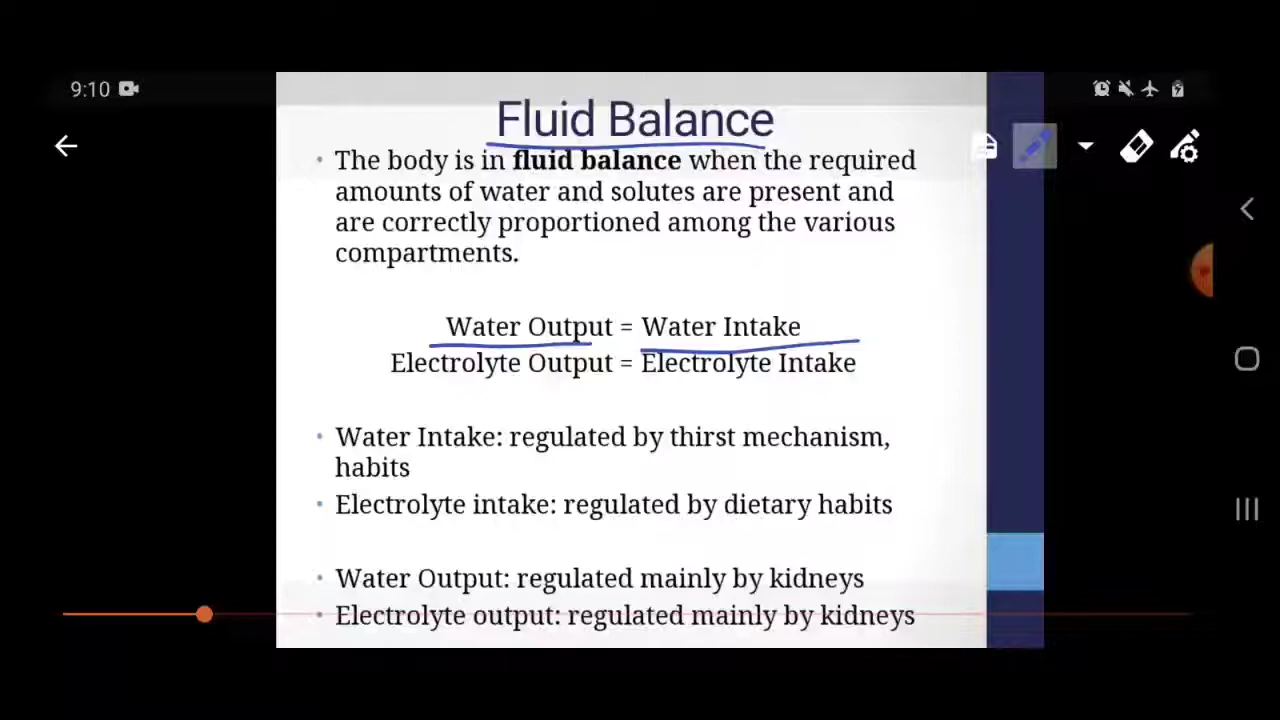 9:10
Fluid Balance
• The body is in fluid balance when the required
amounts of water and solutes are present and
are correctly proportioned among the various
compartments.
Water Output = Water Intake
Electrolyte Output = Electrolyte Intake
• Water Intake: regulated by thirst mechanism,
habits
• Electrolyte intake: regulated by dietary habits
• Water Output: regulated mainly by kidneys
• Electrolyte output: regulated mainly by kidneys